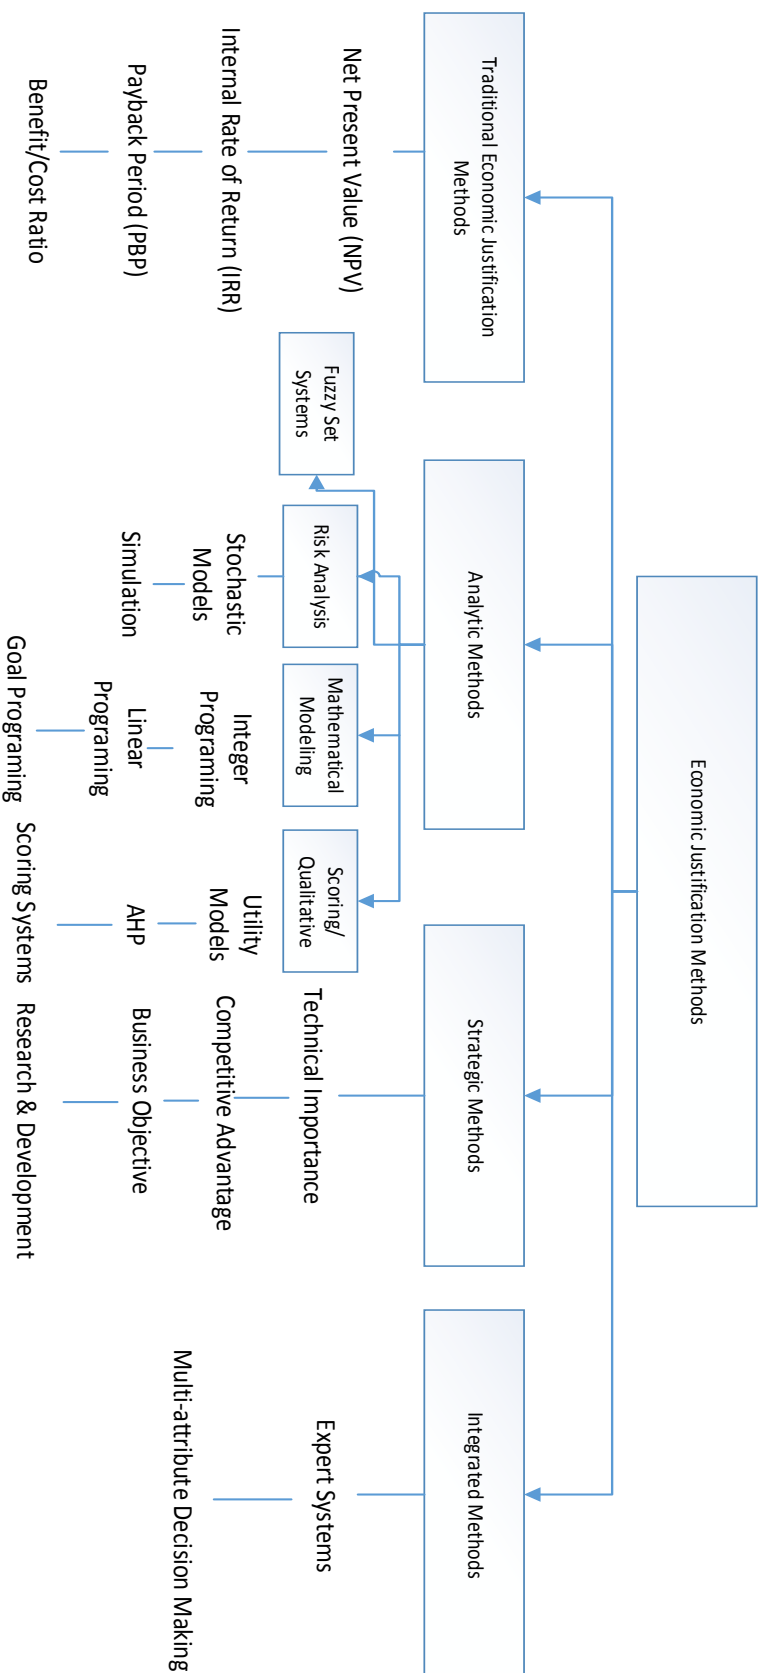 Economic Justification Methods
Traditional Economic Justification
Methods
Analytic Methods
Strategic Methods
Integrated Methods
Net Present Value (NPV)
Internal Rate of Return (IRR)
Payback Period (PBP)
Benefit/Cost Ratio
Fuzzy Set
Systems
Risk Analysis
Stochastic
Models
Simulation
Mathematical
Modeling
Integer
Programing
Linear
Programing
Goal Programing
Scoring/
Qualitative
Utility
Models
AHP
Scoring Systems
Technical Importance
Competitive Advantage
Business Objective
Research & Development
Expert Systems
Multi-attribute Decision Making